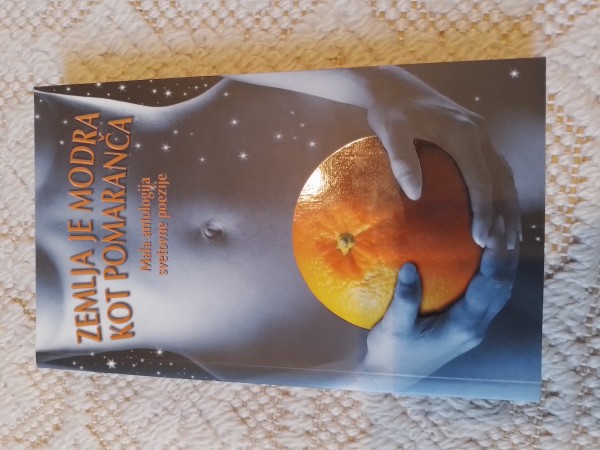 ZEMLJA JE MODRA
KOT POMARANČA
Mala antologija
svetovne poezije